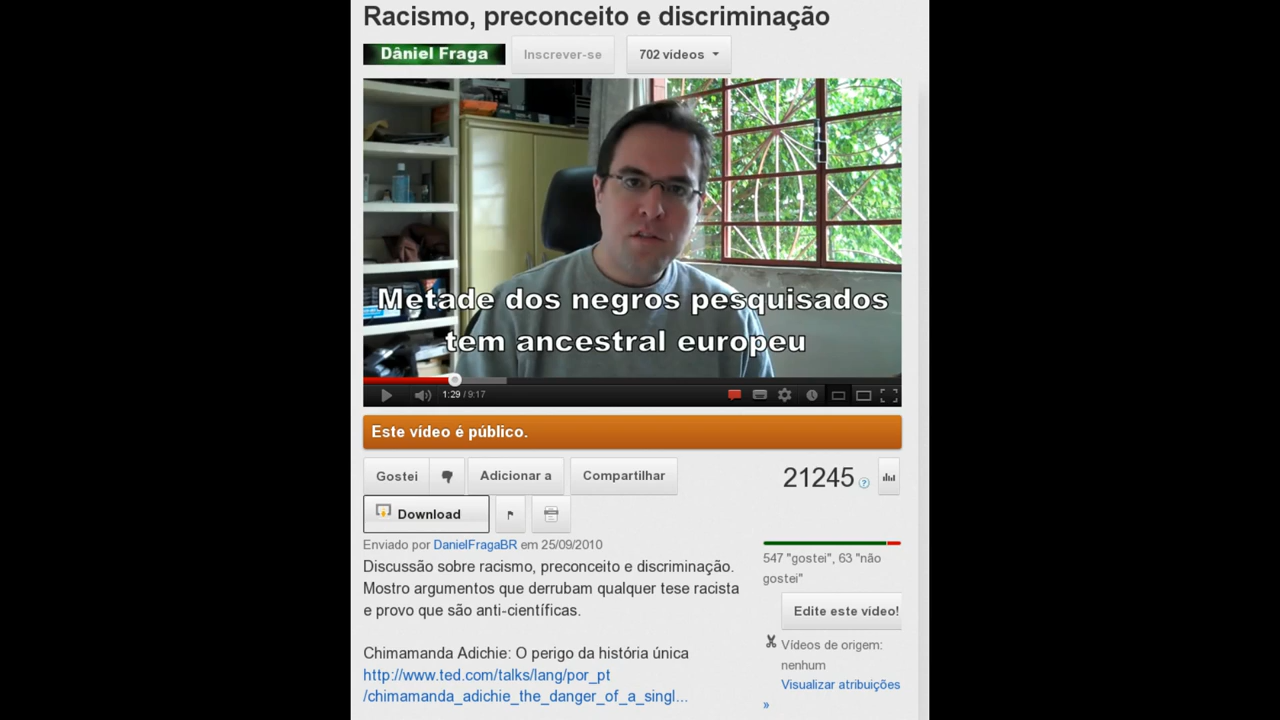 Racismo, preconceito e discriminação
Dâniel Fraga Inscrever-se 702 vídeos
Metade dos negros pesquisados
tem ancestral europeu
1:29 / 9:17
Este vídeo é público.
Gostei Adicionar a Compartilhar 21245 ?
Download
Enviado por DanielFragaBR em 25/09/2010
Discussão sobre racismo, preconceito e discriminação.
Mostro argumentos que derrubam qualquer tese racista
e provo que são anti-científicas.
Chimamanda Adichie: O perigo da história única
http://www.ted.com/talks/lang/por_pt
/chimamanda_adichie_the_danger_of_a_singl...
547 "gostei", 63 "não
gostei"
Edite este vídeo!
Vídeos de origem:
nenhum
Visualizar atribuições
»